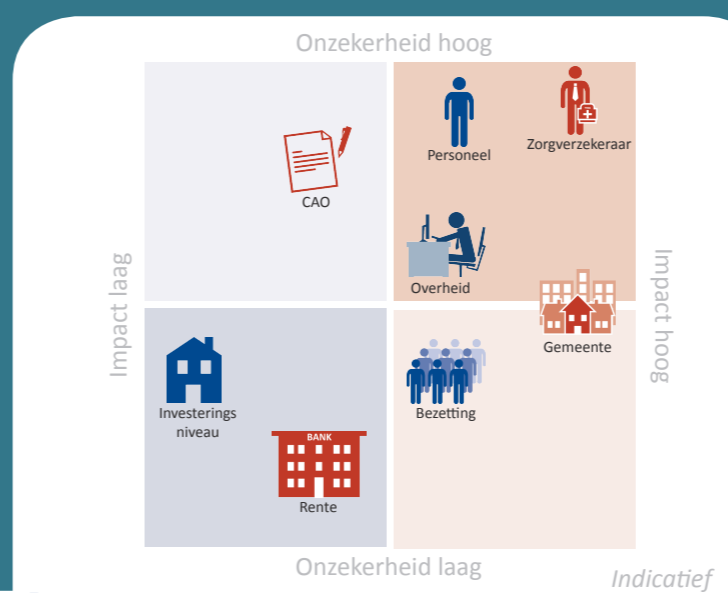 Onzekerheid hoog
Personeel
Zorgverzekeraar
CAO
Overheid
Impact laag
Impact hoog
Gemeente
Investerings
niveau
Bezetting
BANK
Rente
Onzekerheid laag
Indicatief